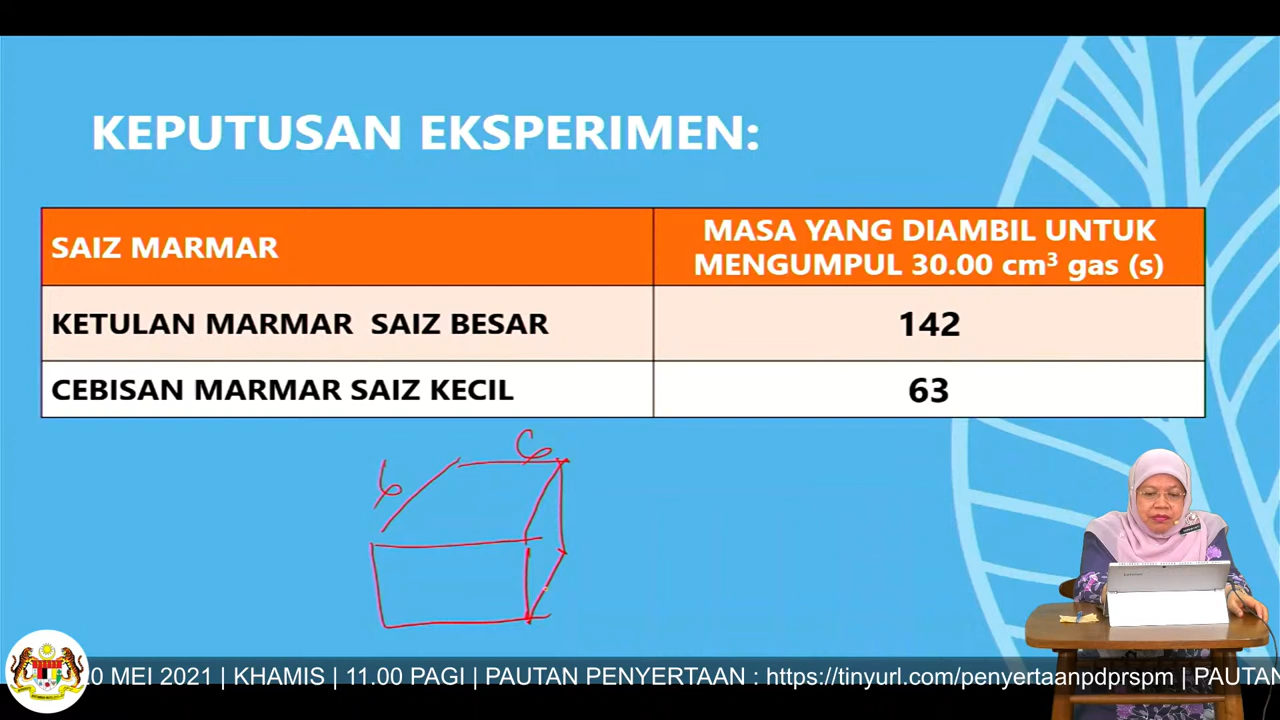 KEPUTUSAN EKSPERIMEN:
SAIZ MARMAR
MASA YANG DIAMBIL UNTUK
MENGUMPUL 30.00 cm³ gas (s)
KETULAN MARMAR SAIZ BESAR
142
CEBISAN MARMAR SAIZ KECIL
63
6
6
20 MEI 2021 | KHAMIS | 11.00 PAGI | PAUTAN PENYERTAAN : https://tinyurl.com/penyertaanpdprspm | PAUTAN